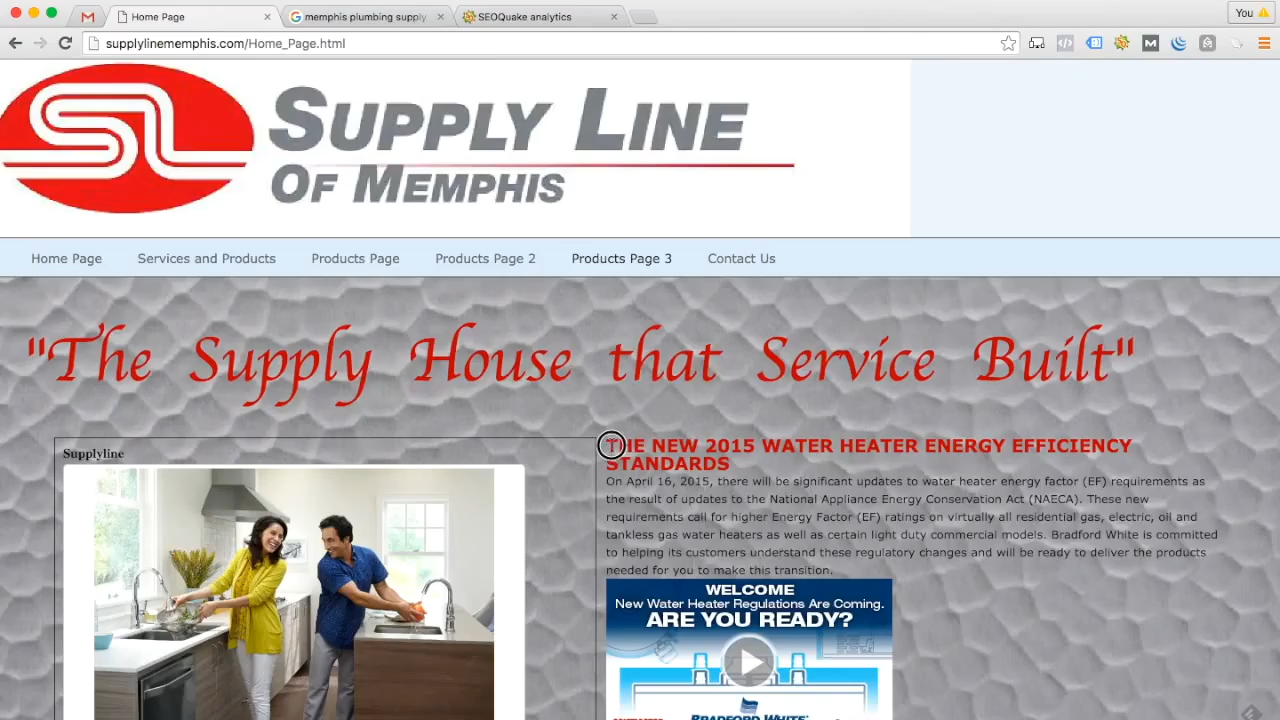 Home Page
memphis plumbing supply
SEOQuake analytics
You
supplylinememphis.com/Home_Page.html
M
SL
SUPPLY LINE
OF MEMPHIS
Home Page
Services and Products
Products Page
Products Page 2
Products Page 3
Contact Us
"The Supply House that Service Built"
Supplyline
THE NEW 2015 WATER HEATER ENERGY EFFICIENCY
STANDARDS
On April 16, 2015, there will be significant updates to water heater energy factor (EF) requirements as
the result of updates to the National Appliance Energy Conservation Act (NAECA). These new
requirements call for higher Energy Factor (EF) ratings on virtually all residential gas, electric, oil and
tankless gas water heaters as well as certain light duty commercial models. Bradford White is committed
to helping its customers understand these regulatory changes and will be ready to deliver the products
needed for you to make this transition.
WELCOME
New Water Heater Regulations Are Coming.
ARE YOU READY?
BRADFORD WHITE